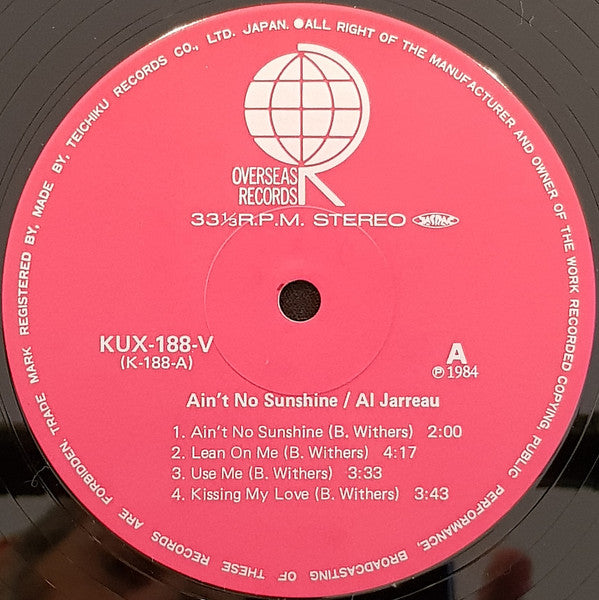 TRADE MARK REGISTERED BY, MADE BY, TEICHIKU RECORDS CO., LTD. JAPAN. ●ALL RIGHT OF THE MANUFACTURER AND OWNER OF THE WORK RECORDED COPYING, PUBLIC PERFORMANCE, BROADCASTING OF THESE RECORDS ARE FORBIDDEN,
OVERSEAS
RECORDS
33⅓R.P.M. STEREO JASRAC
KUX-188-V
(K-188-A)
A
℗1984
Ain't No Sunshine / Al Jarreau
1. Ain't No Sunshine (B. Withers) 2:00
2. Lean On Me (B. Withers) 4:17
3. Use Me (B. Withers) 3:33
4. Kissing My Love (B. Withers) 3:43